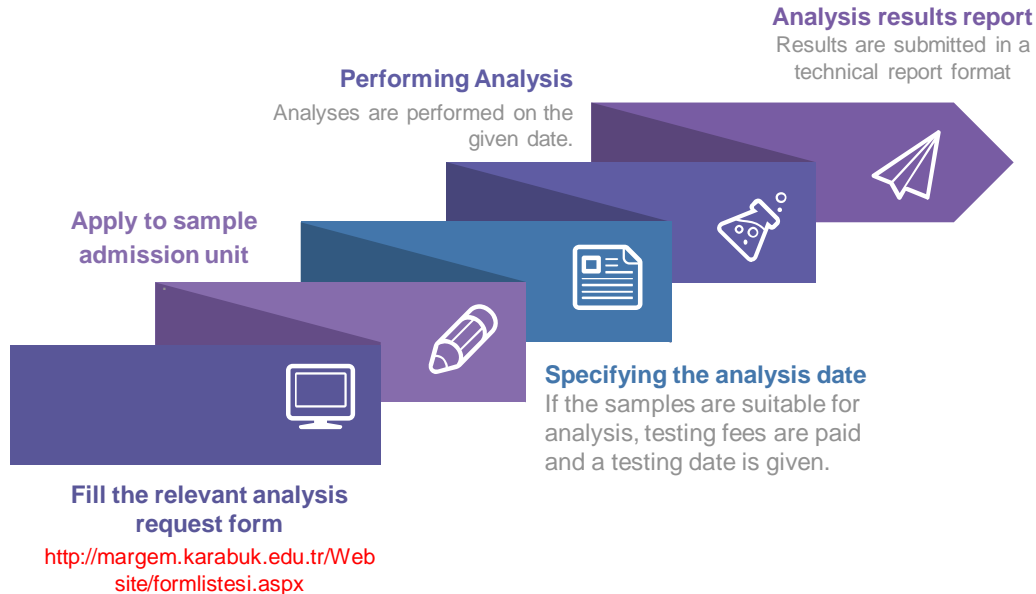 Analysis results report
Results are submitted in a
technical report format
Performing Analysis
Analyses are performed on the
given date.
Apply to sample
admission unit
Specifying the analysis date
If the samples are suitable for
analysis, testing fees are paid
and a testing date is given.
Fill the relevant analysis
request form
http://margem.karabuk.edu.tr/Web
site/formlistesi.aspx